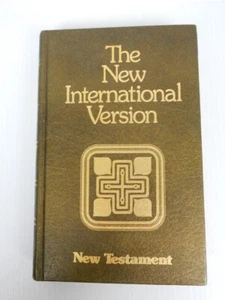 The
New
International
Version
New Testament